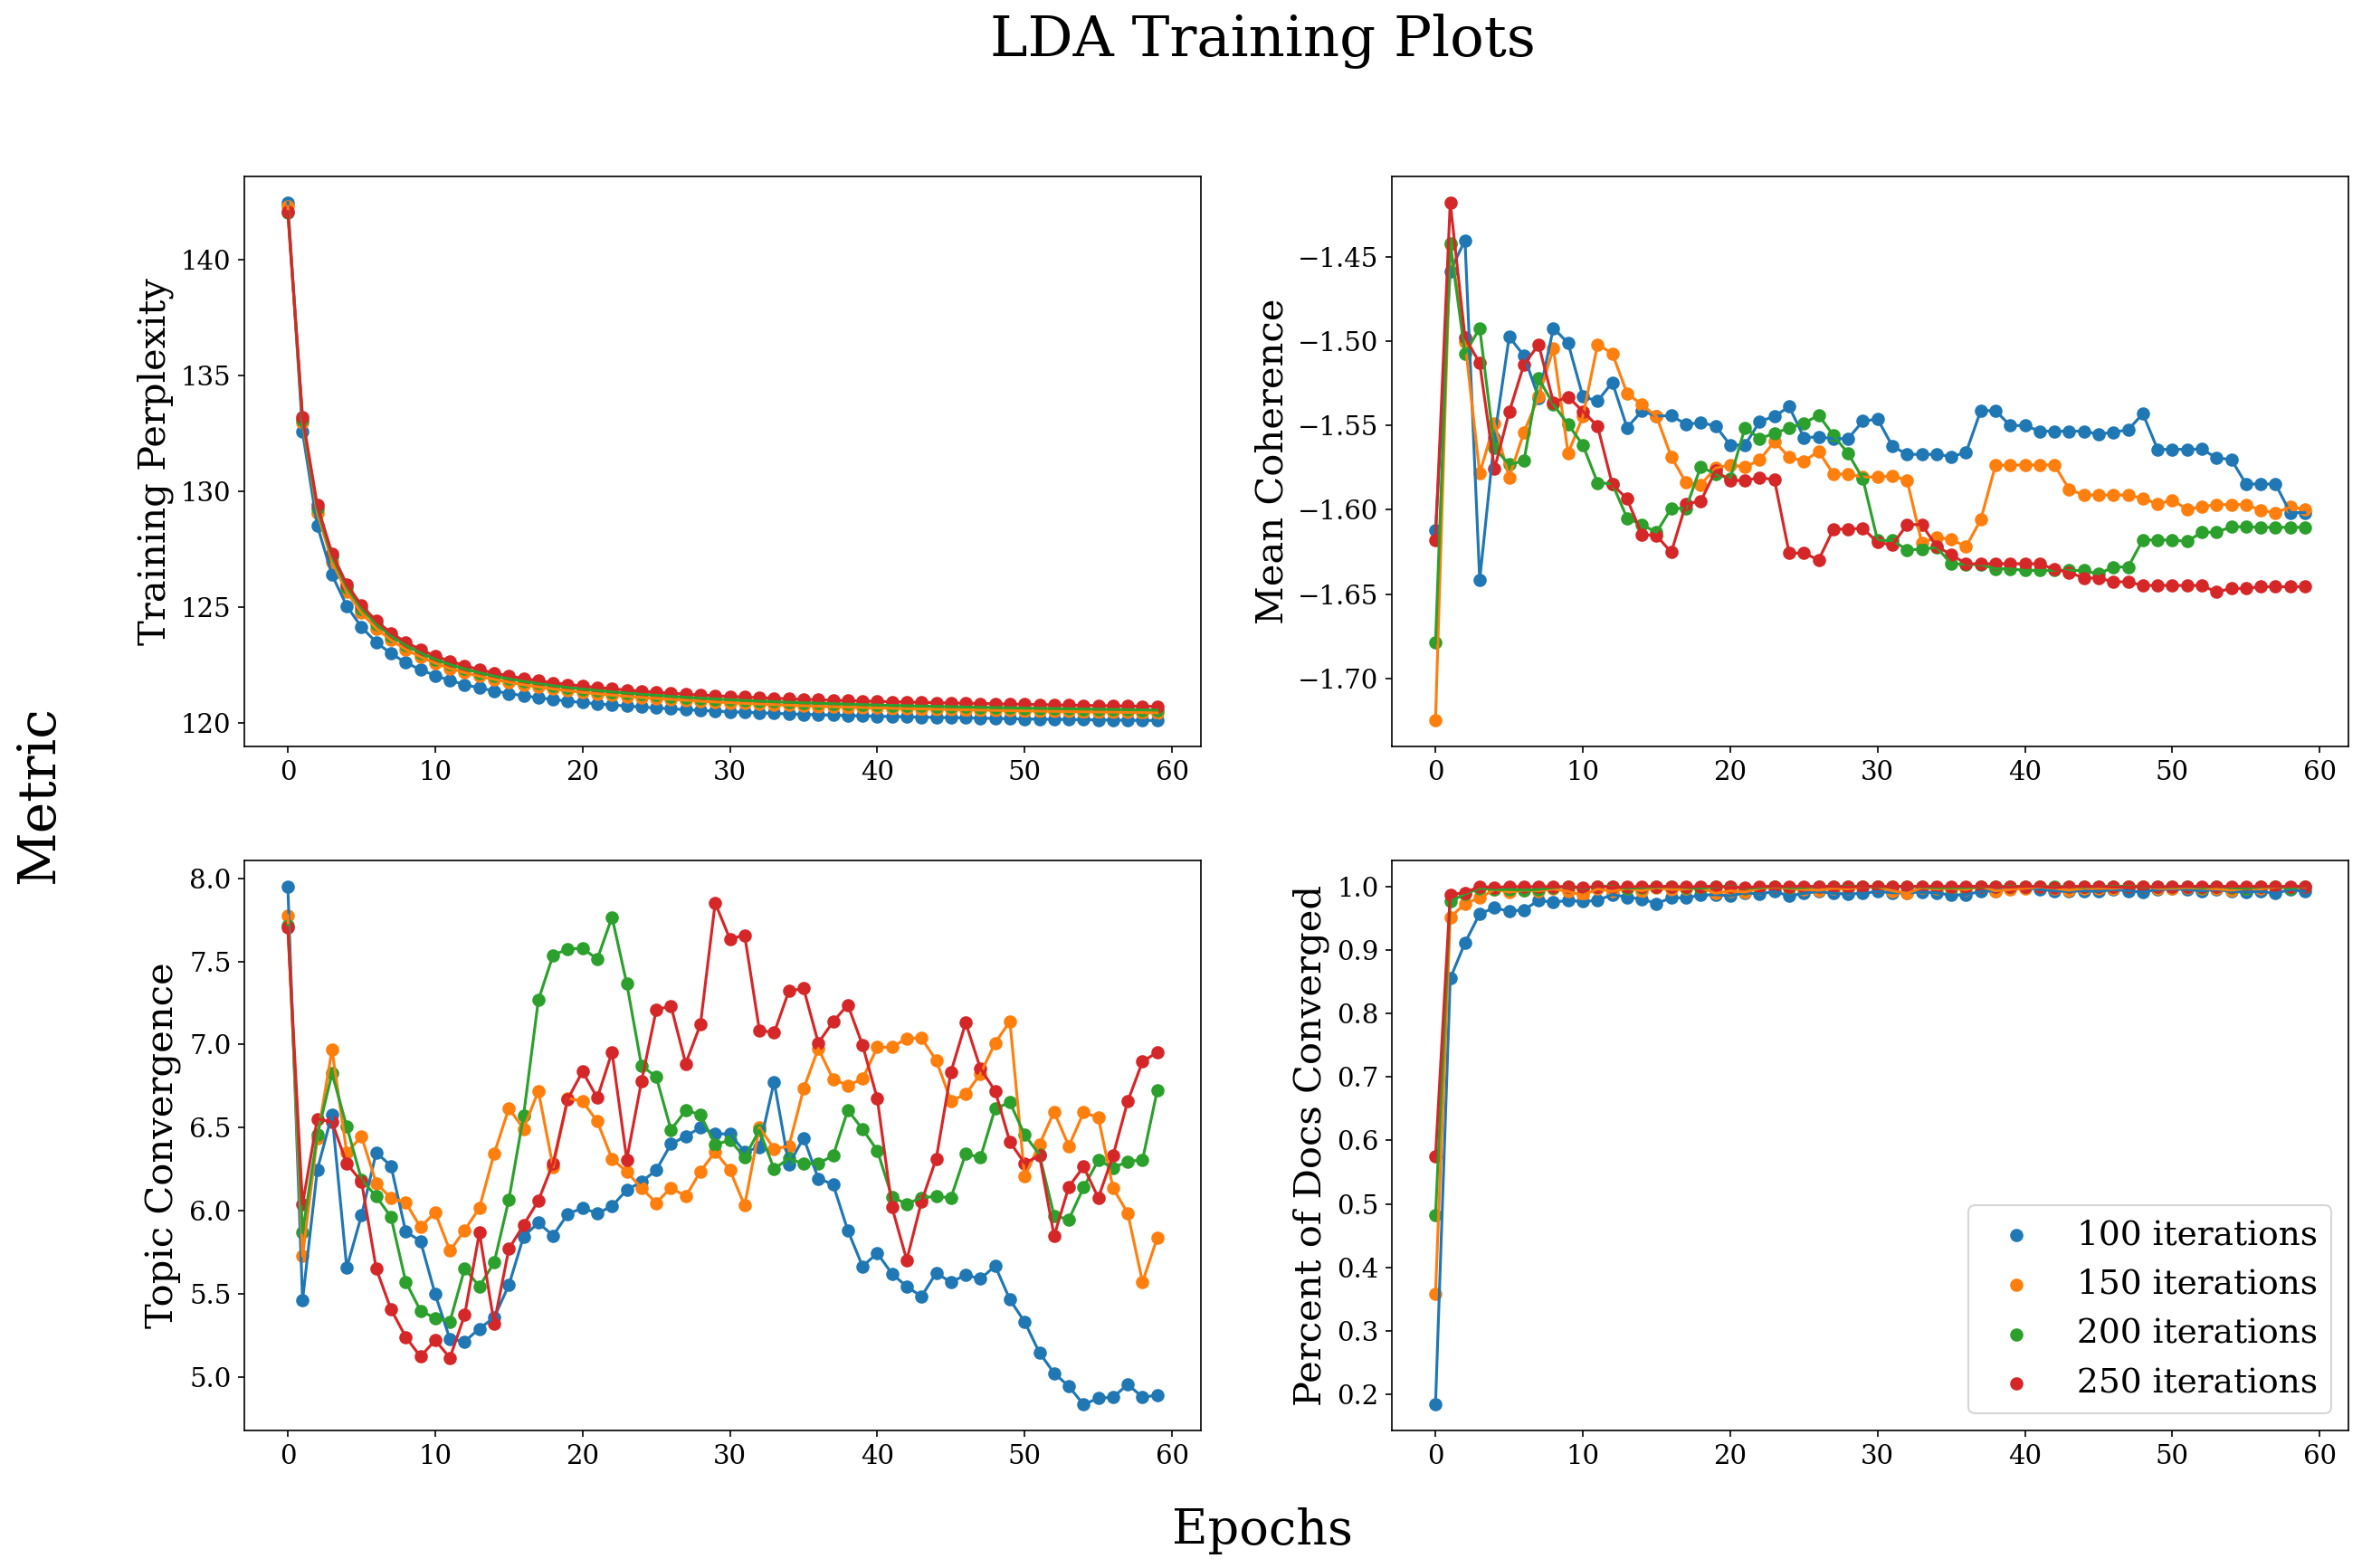 LDA Training Plots
Metric
Training Perplexity
140
135
130
125
120
0 10 20 30 40 50 60
Mean Coherence
−1.45
−1.50
−1.55
−1.60
−1.65
−1.70
0 10 20 30 40 50 60
Topic Convergence
8.0
7.5
7.0
6.5
6.0
5.5
5.0
0 10 20 30 40 50 60
Percent of Docs Converged
1.0
0.9
0.8
0.7
0.6
0.5
0.4
0.3
0.2
0 10 20 30 40 50 60
100 iterations
150 iterations
200 iterations
250 iterations
Epochs